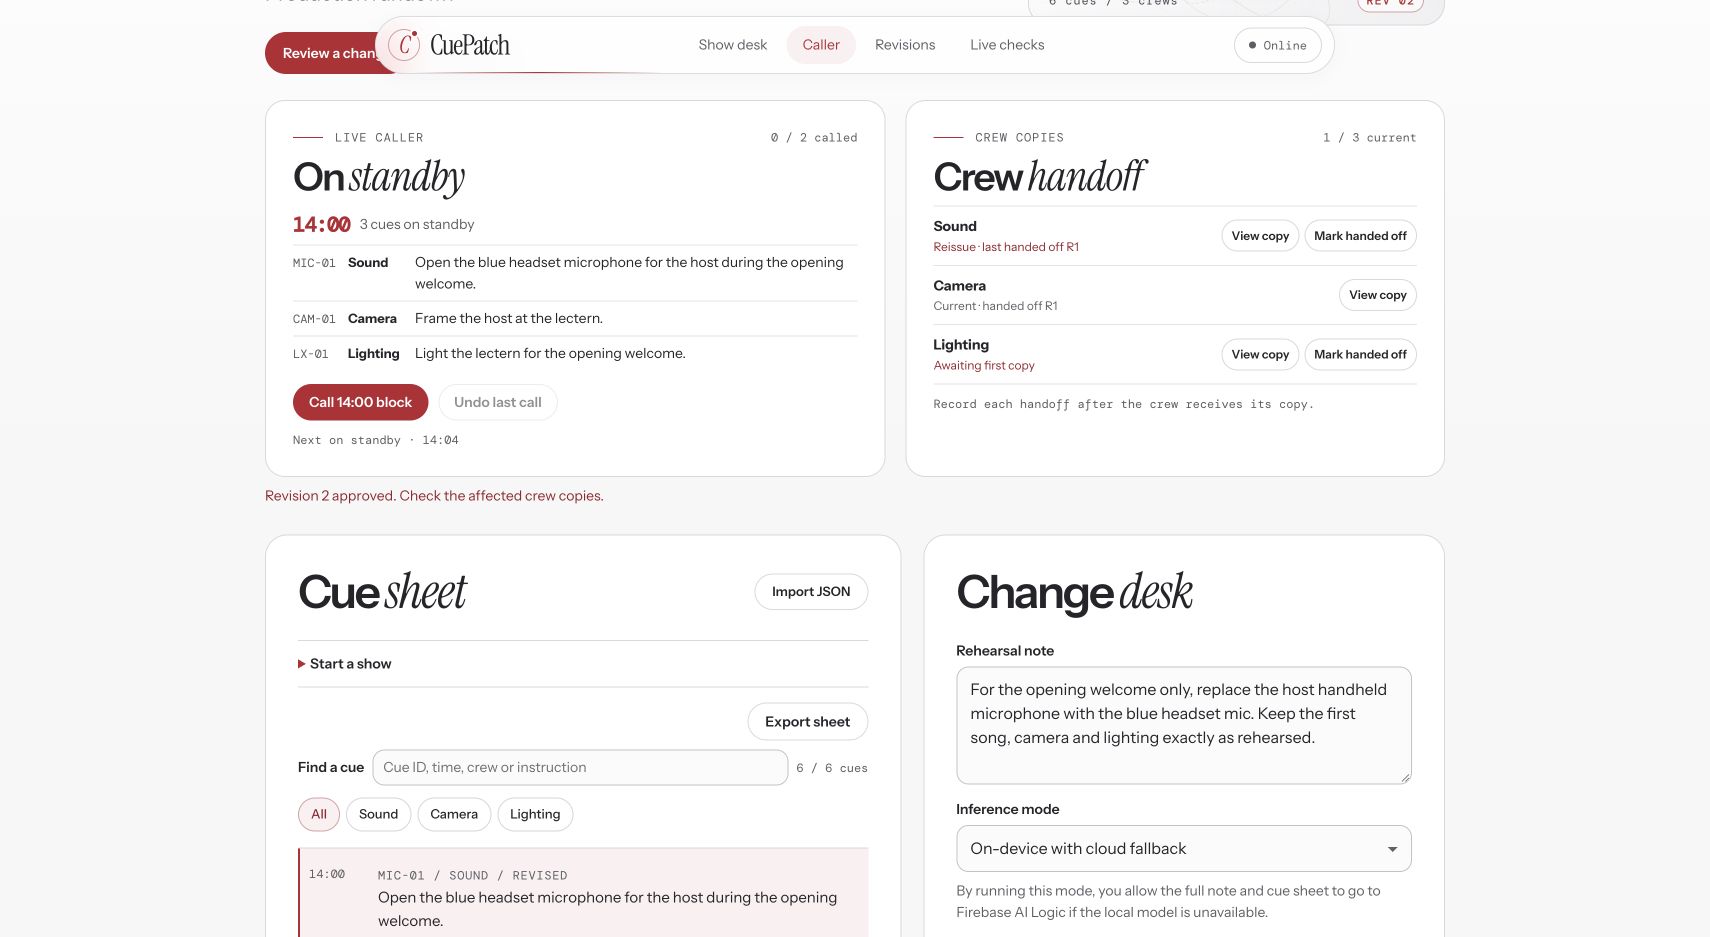 6 cues / 3 crews
REV 02
Review a chan
C CuePatch
Show desk
Caller
Revisions
Live checks
Online
LIVE CALLER
0 / 2 called
On standby
14:00 3 cues on standby
MIC-01 Sound Open the blue headset microphone for the host during the opening
welcome.
CAM-01 Camera Frame the host at the lectern.
LX-01 Lighting Light the lectern for the opening welcome.
Call 14:00 block
Undo last call
Next on standby · 14:04
CREW COPIES
1 / 3 current
Crew handoff
Sound
Reissue · last handed off R1
View copy
Mark handed off
Camera
Current · handed off R1
View copy
Lighting
Awaiting first copy
View copy
Mark handed off
Record each handoff after the crew receives its copy.
Revision 2 approved. Check the affected crew copies.
Cue sheet
Import JSON
Start a show
Export sheet
Find a cue
Cue ID, time, crew or instruction
6 / 6 cues
All
Sound
Camera
Lighting
14:00
MIC-01 / SOUND / REVISED
Open the blue headset microphone for the host during the opening
welcome.
Change desk
Rehearsal note
For the opening welcome only, replace the host handheld
microphone with the blue headset mic. Keep the first
song, camera and lighting exactly as rehearsed.
Inference mode
On-device with cloud fallback
By running this mode, you allow the full note and cue sheet to go to
Firebase AI Logic if the local model is unavailable.